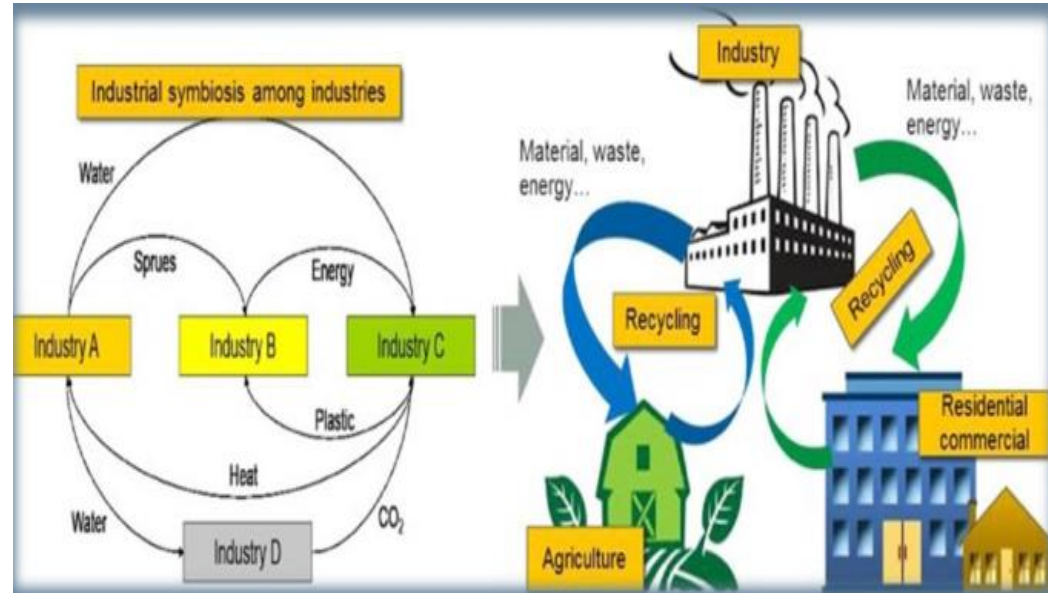 Industrial symbiosis among industries
Water
Sprues
Energy
Industry A
Industry B
Industry C
Plastic
Heat
Water
CO₂
Industry D
Industry
Material, waste,
energy...
Material, waste,
energy...
Recycling
Recycling
Residential
commercial
Agriculture